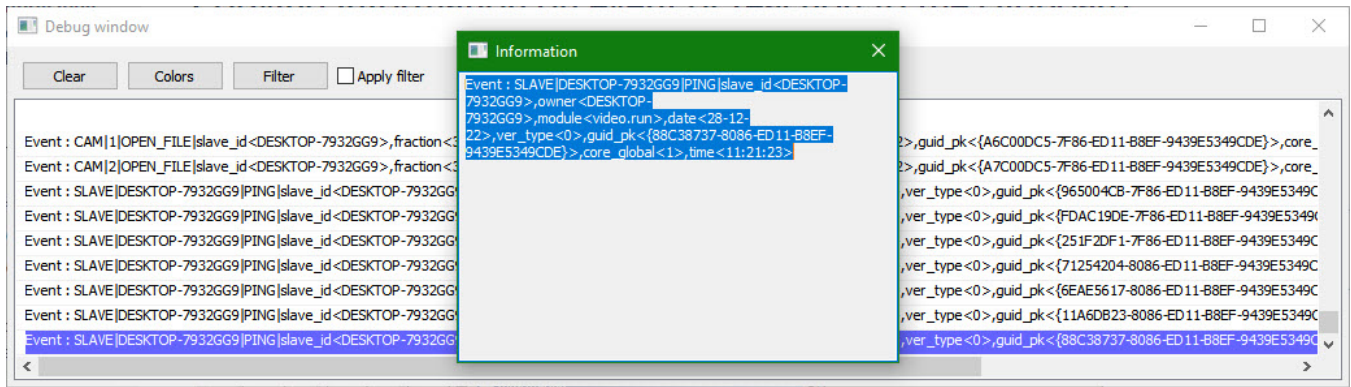 Debug window
Clear Colors Filter Apply filter
Information
Event : SLAVE|DESKTOP-7932GG9|PING|slave_id<DESKTOP-
7932GG9>,owner<DESKTOP-
7932GG9>,module<video.run>,date<28-12-
22>,ver_type<0>,guid_pk<{88C38737-8086-ED11-B8EF-
9439E5349CDE}>,core_global<1>,time<11:21:23>
Event : CAM|1|OPEN_FILE|slave_id<DESKTOP-7932GG9>,fraction<3 2>,guid_pk<{A6C00DC5-7F86-ED11-B8EF-9439E5349CDE}>,core_
Event : CAM|2|OPEN_FILE|slave_id<DESKTOP-7932GG9>,fraction<3 2>,guid_pk<{A7C00DC5-7F86-ED11-B8EF-9439E5349CDE}>,core_
Event : SLAVE|DESKTOP-7932GG9|PING|slave_id<DESKTOP-7932GG9 ,ver_type<0>,guid_pk<{965004CB-7F86-ED11-B8EF-9439E5349C
Event : SLAVE|DESKTOP-7932GG9|PING|slave_id<DESKTOP-7932GG9 ,ver_type<0>,guid_pk<{FDAC19DE-7F86-ED11-B8EF-9439E5349
Event : SLAVE|DESKTOP-7932GG9|PING|slave_id<DESKTOP-7932GG9 ,ver_type<0>,guid_pk<{251F2DF1-7F86-ED11-B8EF-9439E5349C
Event : SLAVE|DESKTOP-7932GG9|PING|slave_id<DESKTOP-7932GG9 ,ver_type<0>,guid_pk<{71254204-8086-ED11-B8EF-9439E5349C
Event : SLAVE|DESKTOP-7932GG9|PING|slave_id<DESKTOP-7932GG9 ,ver_type<0>,guid_pk<{6EAE5617-8086-ED11-B8EF-9439E5349C
Event : SLAVE|DESKTOP-7932GG9|PING|slave_id<DESKTOP-7932GG9 ,ver_type<0>,guid_pk<{11A6DB23-8086-ED11-B8EF-9439E5349C
Event : SLAVE|DESKTOP-7932GG9|PING|slave_id<DESKTOP-7932GG ,ver_type<0>,guid_pk<{88C38737-8086-ED11-B8EF-9439E5349C